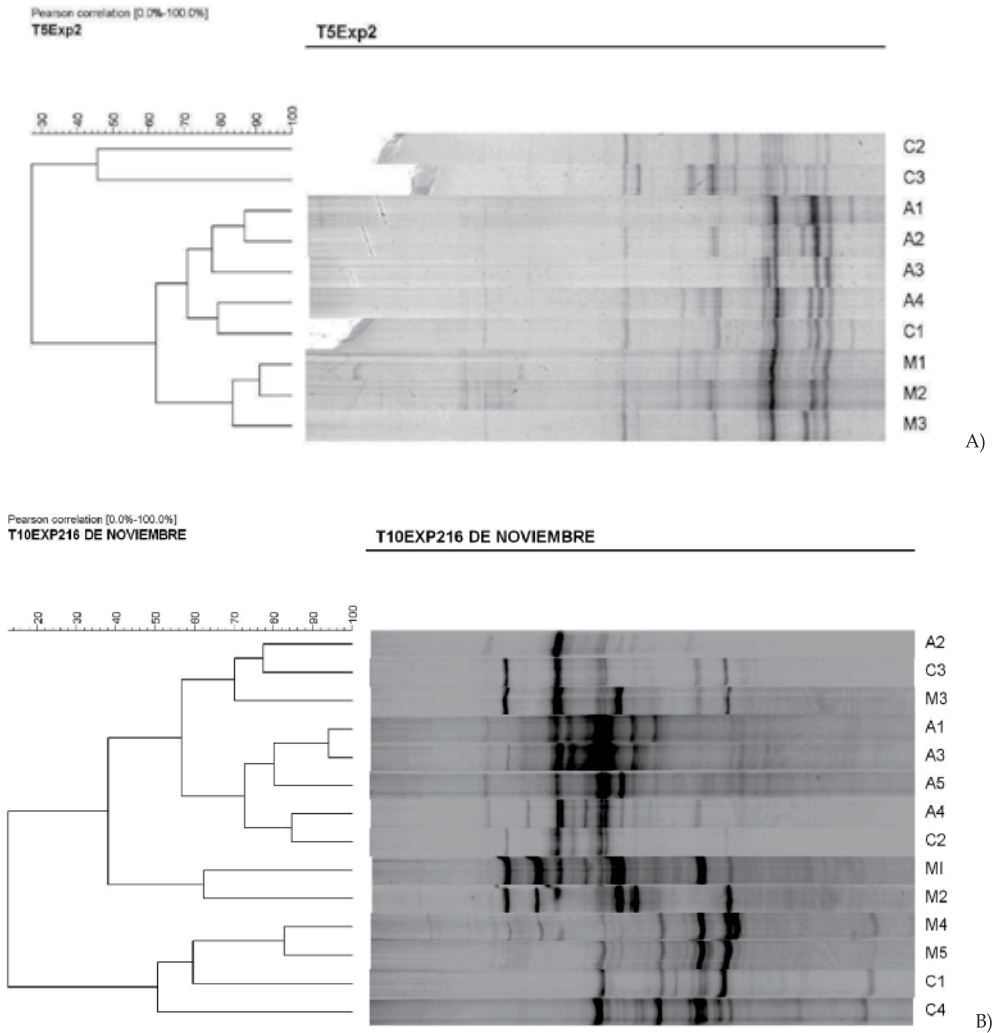 Pearson correlation [0.0%-100.0%]
T5Exp2
T5Exp2
30 40 50 60 70 80 90 100
C2
C3
A1
A2
A3
A4
C1
M1
M2
M3
A)
Pearson correlation [0.0%-100.0%]
T10EXP216 DE NOVIEMBRE
T10EXP216 DE NOVIEMBRE
20 30 40 50 60 70 80 90 100
A2
C3
M3
A1
A3
A5
A4
C2
MI
M2
M4
M5
C1
C4
B)